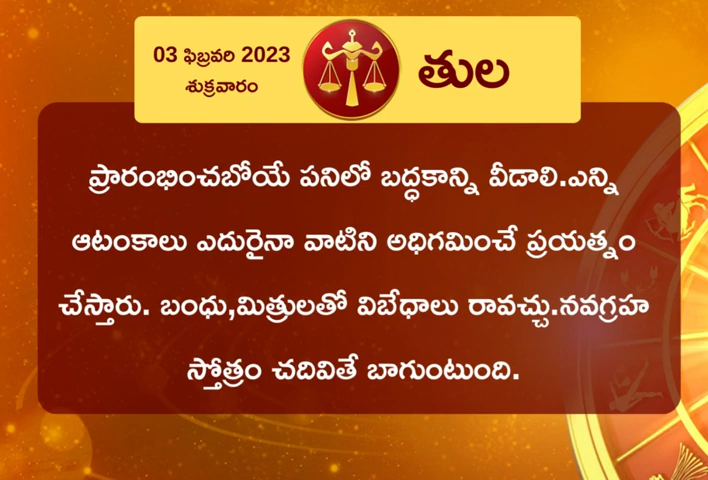 03 ఫిబ్రవరి 2023
శుక్రవారం
తుల
ప్రారంభించబోయే పనిలో బద్ధకాన్ని వీడాలి.ఎన్ని
ఆటంకాలు ఎదురైనా వాటిని అధిగమించే ప్రయత్నం
చేస్తారు. బంధు,మిత్రులతో విబేధాలు రావచ్చు.నవగ్రహ
స్తోత్రం చదివితే బాగుంటుంది.